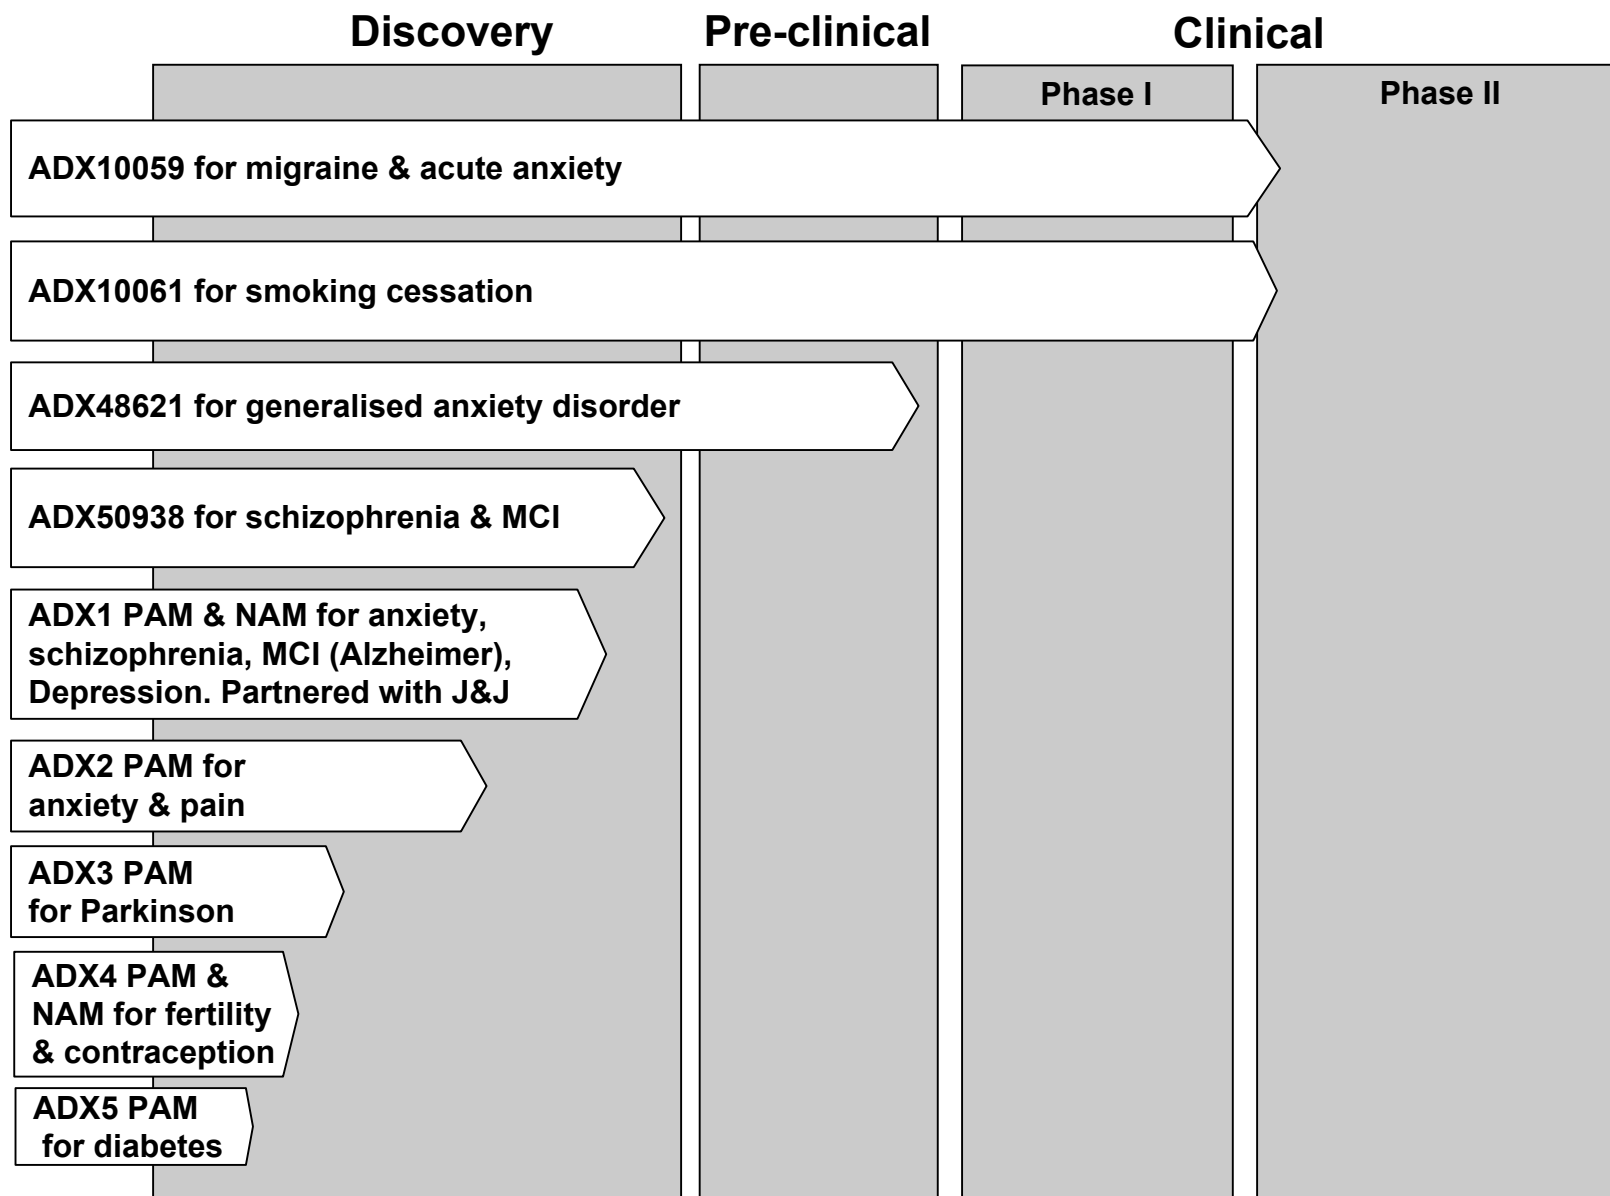 Discovery
Pre-clinical
Clinical
Phase I
Phase II
ADX10059 for migraine & acute anxiety
ADX10061 for smoking cessation
ADX48621 for generalised anxiety disorder
ADX50938 for schizophrenia & MCI
ADX1 PAM & NAM for anxiety,
schizophrenia, MCI (Alzheimer),
Depression. Partnered with J&J
ADX2 PAM for
anxiety & pain
ADX3 PAM
for Parkinson
ADX4 PAM &
NAM for fertility
& contraception
ADX5 PAM
for diabetes